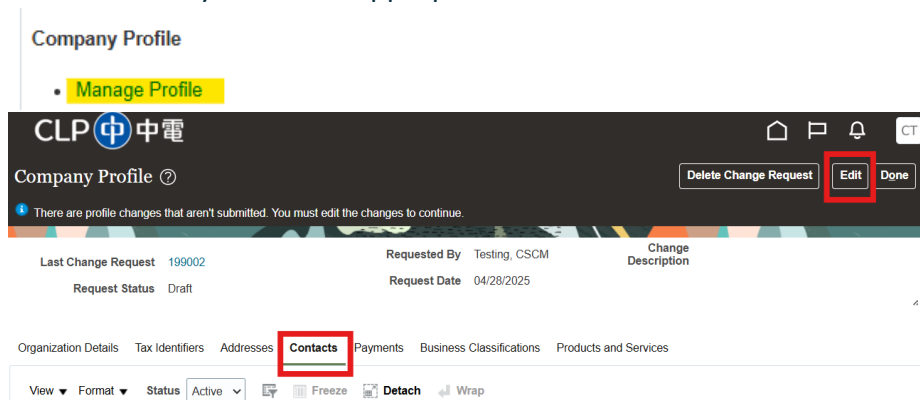 Company Profile
• Manage Profile
CLP中中電
CT
Company Profile ?
Delete Change Request Edit Done
i There are profile changes that aren't submitted. You must edit the changes to continue.
Last Change Request 199002 Requested By Testing, CSCM Change Description
Request Status Draft Request Date 04/28/2025
Organization Details Tax Identifiers Addresses Contacts Payments Business Classifications Products and Services
View ▼ Format ▼ Status Active Freeze Detach Wrap